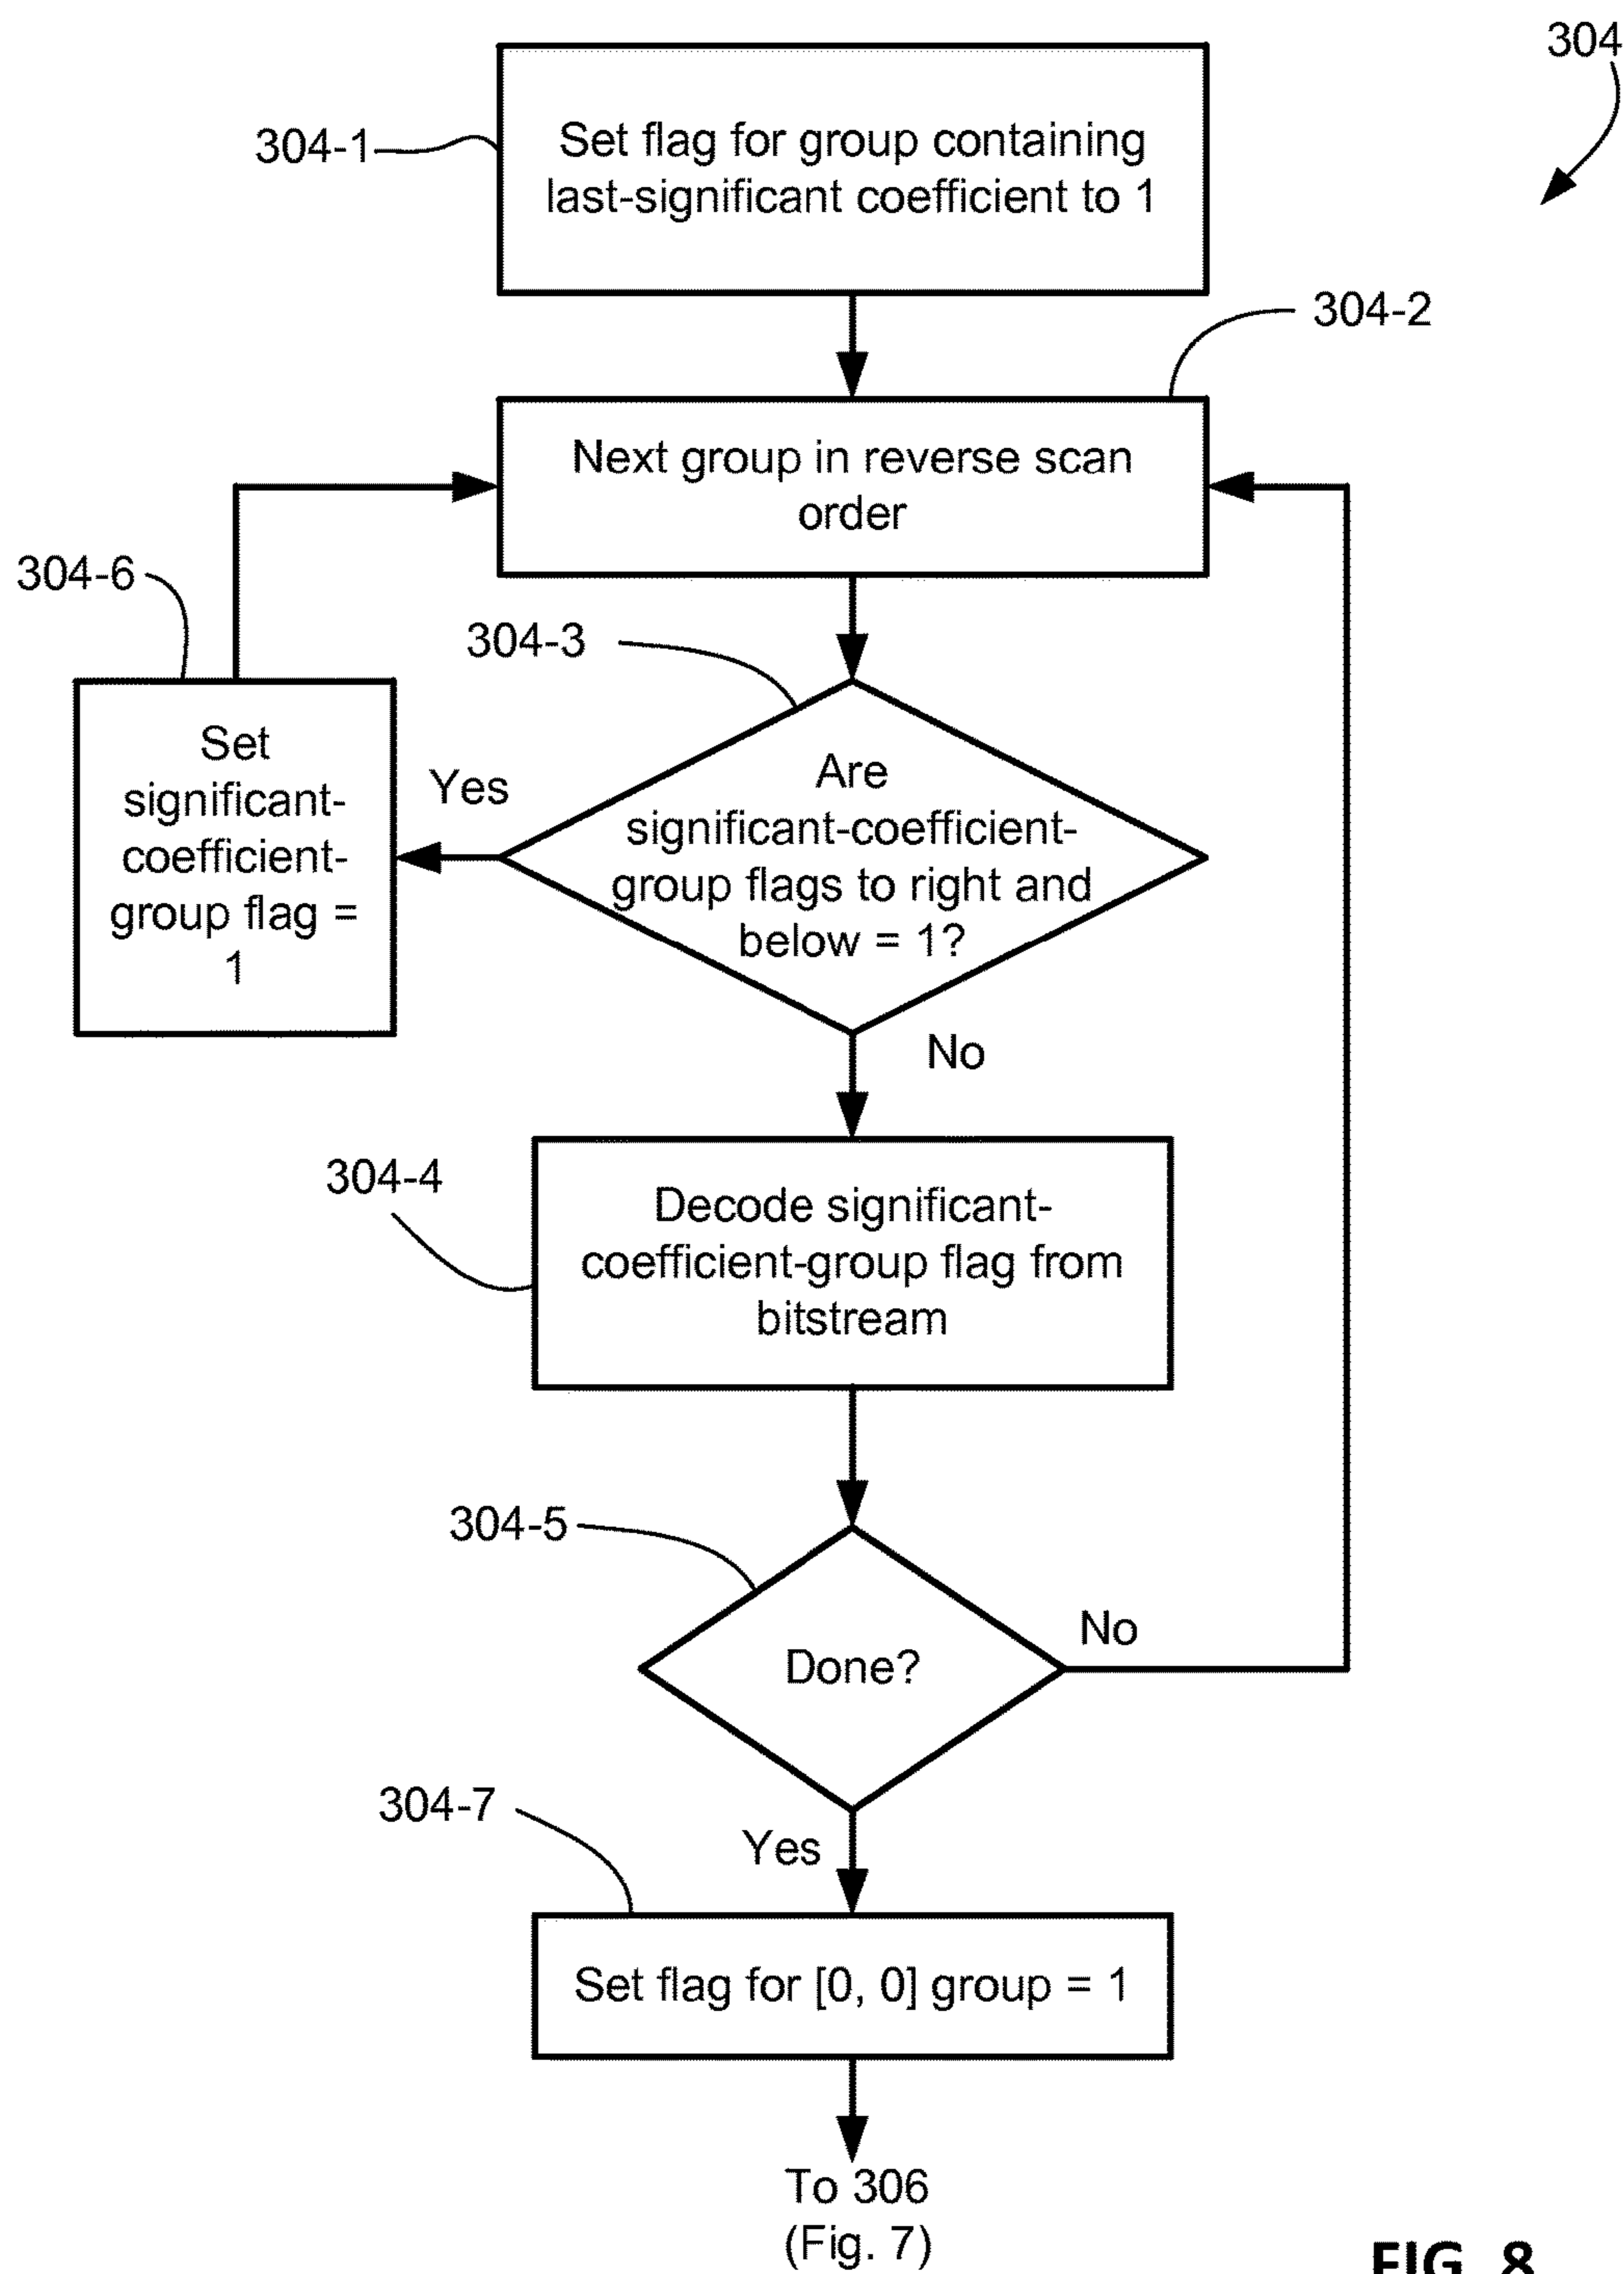 304
304-1
Set flag for group containing
last-significant coefficient to 1
304-2
Next group in reverse scan
order
304-6
304-3
Set
significant-
coefficient-
group flag =
1
Yes
Are
significant-coefficient-
group flags to right and
below = 1?
No
304-4
Decode significant-
coefficient-group flag from
bitstream
304-5
Done?
No
304-7
Yes
Set flag for [0, 0] group = 1
To 306
(Fig. 7)
FIG. 8